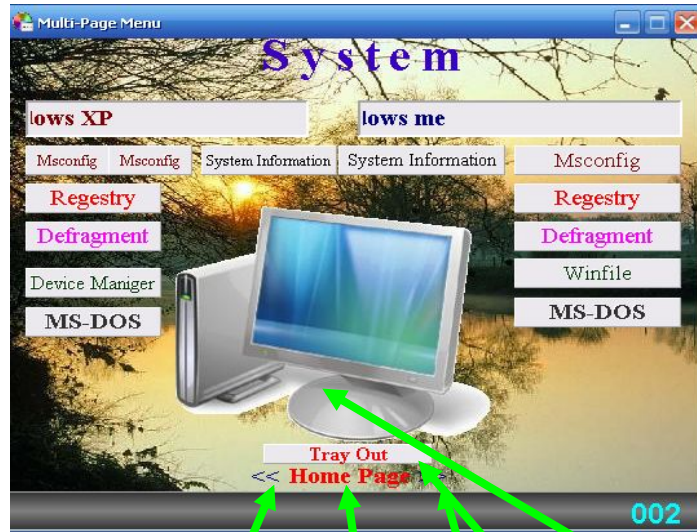 Multi-Page Menu
System
lows XP lows me
Msconfig Msconfig System Information System Information Msconfig
Regestry Regestry
Defragment Defragment
Device Maniger Winfile
MS-DOS MS-DOS
Tray Out
<< Home Page
002